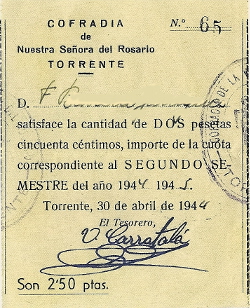 COFRADIA Nº 65
de
Nuestra Señora del Rosario
TORRENTE
D.
satisface la cantidad de DOS pesetas
cincuenta céntimos, importe de la cuota
correspondiente al SEGUNDO SE
MESTRE del año 1944 194
Torrente, 30 de abril de 1944
El Tesorero,
V. Carratalá
Son 2'50 ptas.